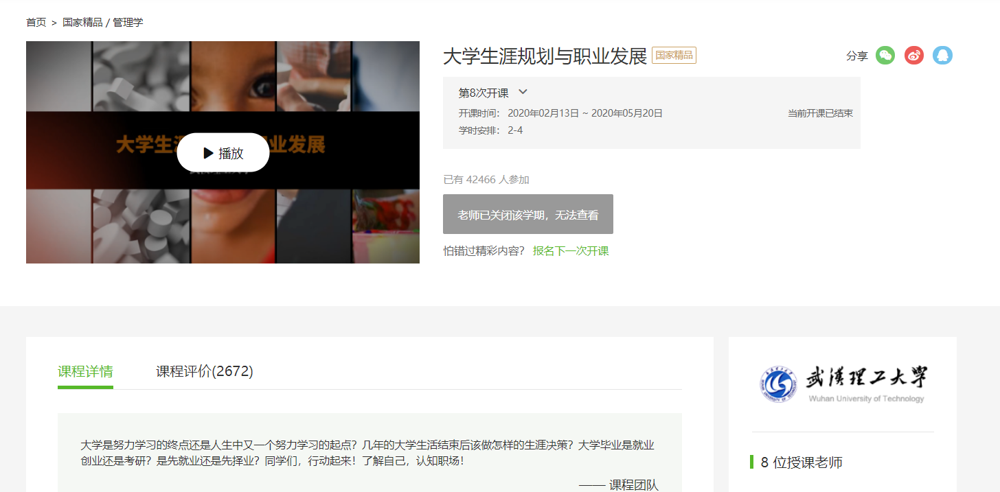 首页 > 国家精品 / 管理学
大学生涯规划与职业发展 国家精品
分享
大学生 业发展
播放
第8次开课
开课时间： 2020年02月13日 ~ 2020年05月20日
当前开课已结束
学时安排： 2-4
已有 42466 人参加
老师已关闭该学期，无法查看
怕错过精彩内容？ 报名下一次开课
课程详情 课程评价(2672)
大学是努力学习的终点还是人生中又一个努力学习的起点？几年的大学生活结束后该做怎样的生涯决策？大学毕业是就业
创业还是考研？是先就业还是先择业？同学们，行动起来！了解自己，认知职场！
—— 课程团队
武漢理工大學
Wuhan University of Technology
8 位授课老师